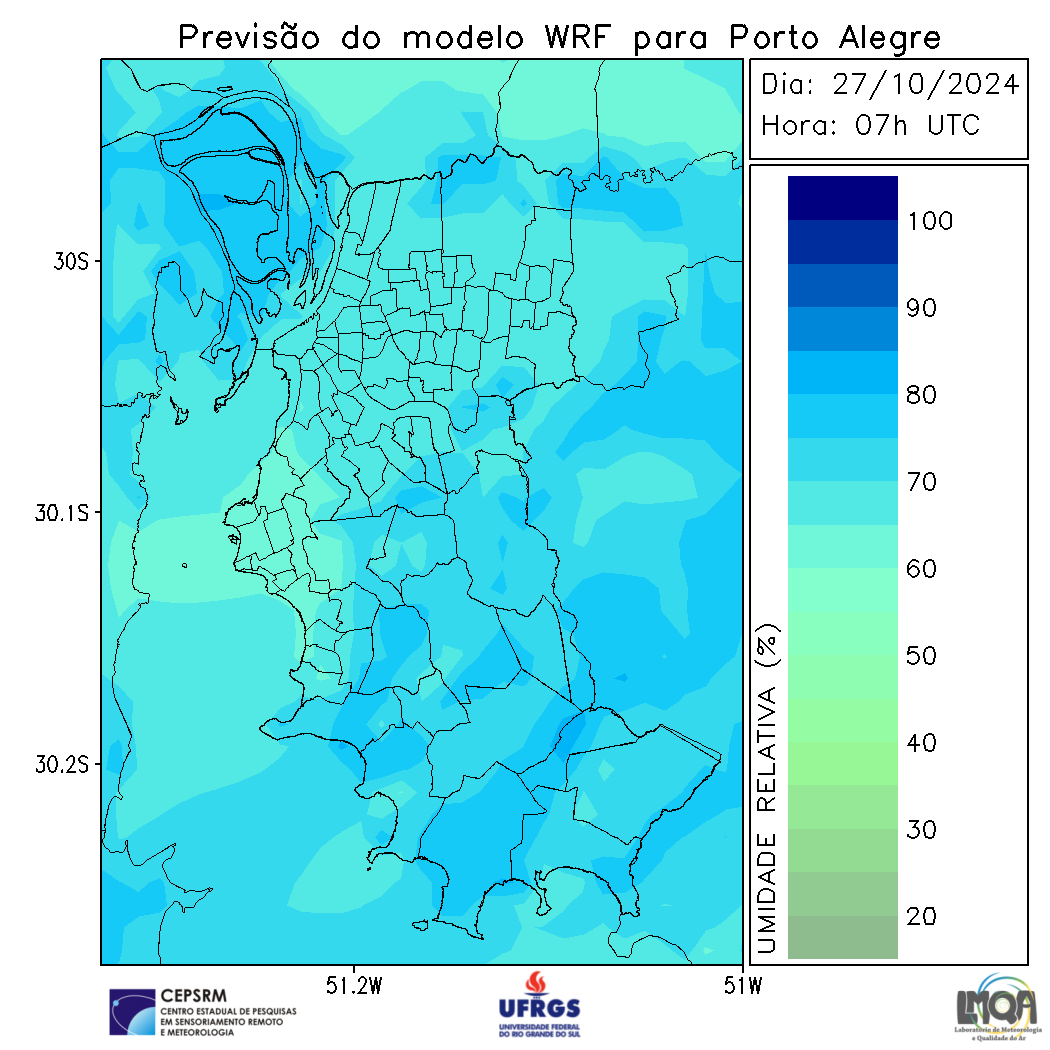 Previsão do modelo WRF para Porto Alegre
Dia: 27/10/2024
Hora: 07h UTC
30S
30.1S
30.2S
51.2W
51W
UMIDADE RELATIVA (%)
100
90
80
70
60
50
40
30
20
CEPSRM
CENTRO ESTADUAL DE PESQUISAS
EM SENSORIAMENTO REMOTO
E METEOROLOGIA
UFRGS
UNIVERSIDADE FEDERAL
DO RIO GRANDE DO SUL
LMQA
Laboratório de Meteorologia
e Qualidade do Ar